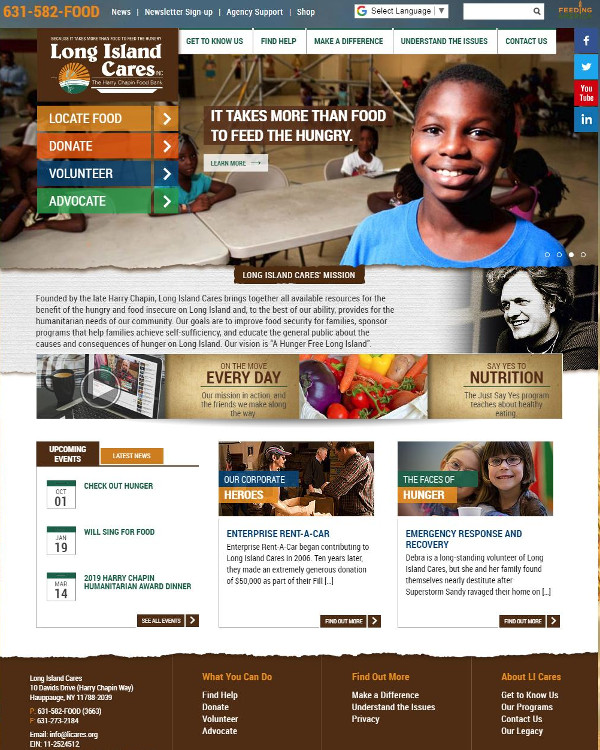 631-582-FOOD
News | Newsletter Sign-up | Agency Support | Shop
Select Language
FEEDING
BECAUSE IT TAKES MORE THAN FOOD TO FEED THE HUNGRY
Long Island
Cares INC
The Harry Chapin Food Bank
GET TO KNOW US
FIND HELP
MAKE A DIFFERENCE
UNDERSTAND THE ISSUES
CONTACT US
You
Tube
LOCATE FOOD
DONATE
VOLUNTEER
ADVOCATE
IT TAKES MORE THAN FOOD
TO FEED THE HUNGRY.
LEARN MORE
LONG ISLAND CARES' MISSION
Founded by the late Harry Chapin, Long Island Cares brings together all available resources for the
benefit of the hungry and food insecure on Long Island and, to the best of our ability, provides for the
humanitarian needs of our community. Our goals are to improve food security for families, sponsor
programs that help families achieve self-sufficiency, and educate the general public about the
causes and consequences of hunger on Long Island. Our vision is "A Hunger Free Long Island".
ON THE MOVE
EVERY DAY
Our mission in action, and
the friends we make along
the way
SAY YES TO
NUTRITION
The Just Say Yes program
teaches about healthy
eating
UPCOMING
EVENTS
LATEST NEWS
OCT
01
CHECK OUT HUNGER
JAN
19
WILL SING FOR FOOD
MAR
14
2019 HARRY CHAPIN
HUMANITARIAN AWARD DINNER
SEE ALL EVENTS
OUR CORPORATE
HEROES
ENTERPRISE RENT-A-CAR
Enterprise Rent-A-Car began contributing to
Long Island Cares in 2006. Ten years later,
they made an extremely generous donation
of $50,000 as part of their Fill [...]
FIND OUT MORE
THE FACES OF
HUNGER
EMERGENCY RESPONSE AND
RECOVERY
Debra is a long-standing volunteer of Long
Island Cares, but she and her family found
themselves nearly destitute after
Superstorm Sandy ravaged their home on [...]
FIND OUT MORE
Long Island Cares
10 Davids Drive (Harry Chapin Way)
Hauppauge, NY 11788-2039
P: 631-582-FOOD (3663)
F: 631-273-2184
Email: info@licares.org
EIN: 11-2524512
What You Can Do
Find Help
Donate
Volunteer
Advocate
Find Out More
Make a Difference
Understand the Issues
Privacy
About LI Cares
Get to Know Us
Our Programs
Contact Us
Our Legacy